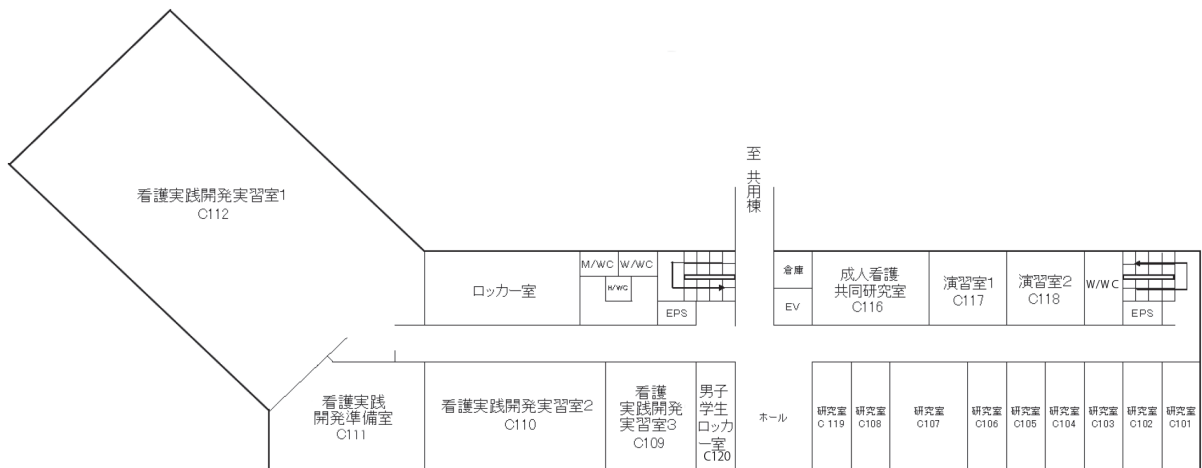 至 共用棟
看護実践開発実習室1
C112
ロッカー室
M/WC
W/WC
H/WC
EPS
倉庫
EV
成人看護
共同研究室
C116
演習室1
C117
演習室2
C118
W/WC
EPS
看護実践
開発準備室
C111
看護実践開発実習室2
C110
看護
実践開発
実習室3
C109
男子
学生
ロッカ
ー室
C120
ホール
研究室
C 119
研究室
C108
研究室
C107
研究室
C106
研究室
C105
研究室
C104
研究室
C103
研究室
C102
研究室
C101